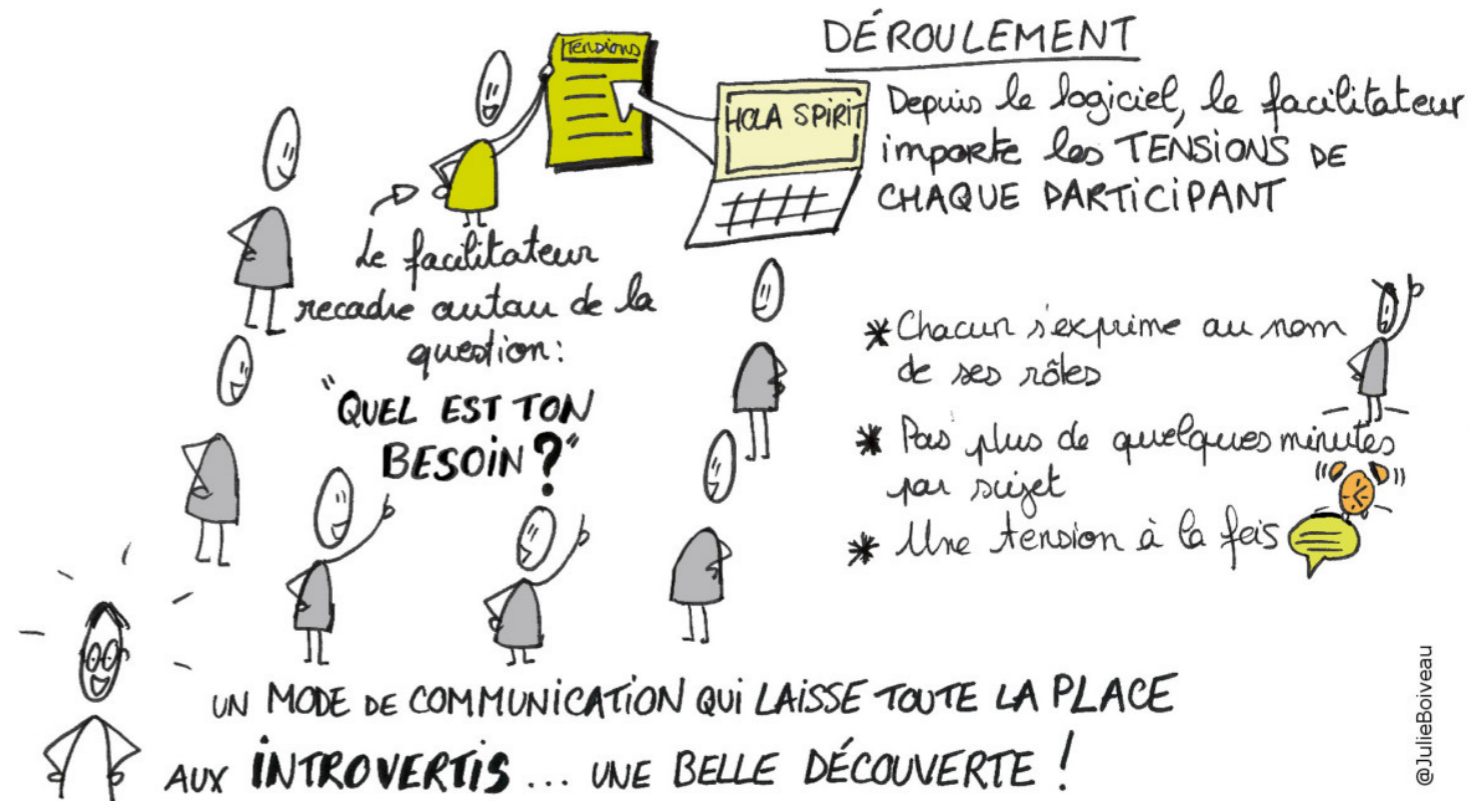 DÉROULEMENT
Depuis le logiciel, le facilitateur
importe les TENSIONS DE
CHAQUE PARTICIPANT
Tensions
HOLA SPIRIT
Le facilitateur
recadre autour de la
question:
"QUEL EST TON
BESOIN?"
* Chacun s'exprime au nom
de ses rôles
* Pas plus de quelques minutes
par sujet
* Une tension à la fois
UN MODE DE COMMUNICATION QUI LAISSE TOUTE LA PLACE
AUX INTROVERTIS... UNE BELLE DÉCOUVERTE!
@JulieBoiveau